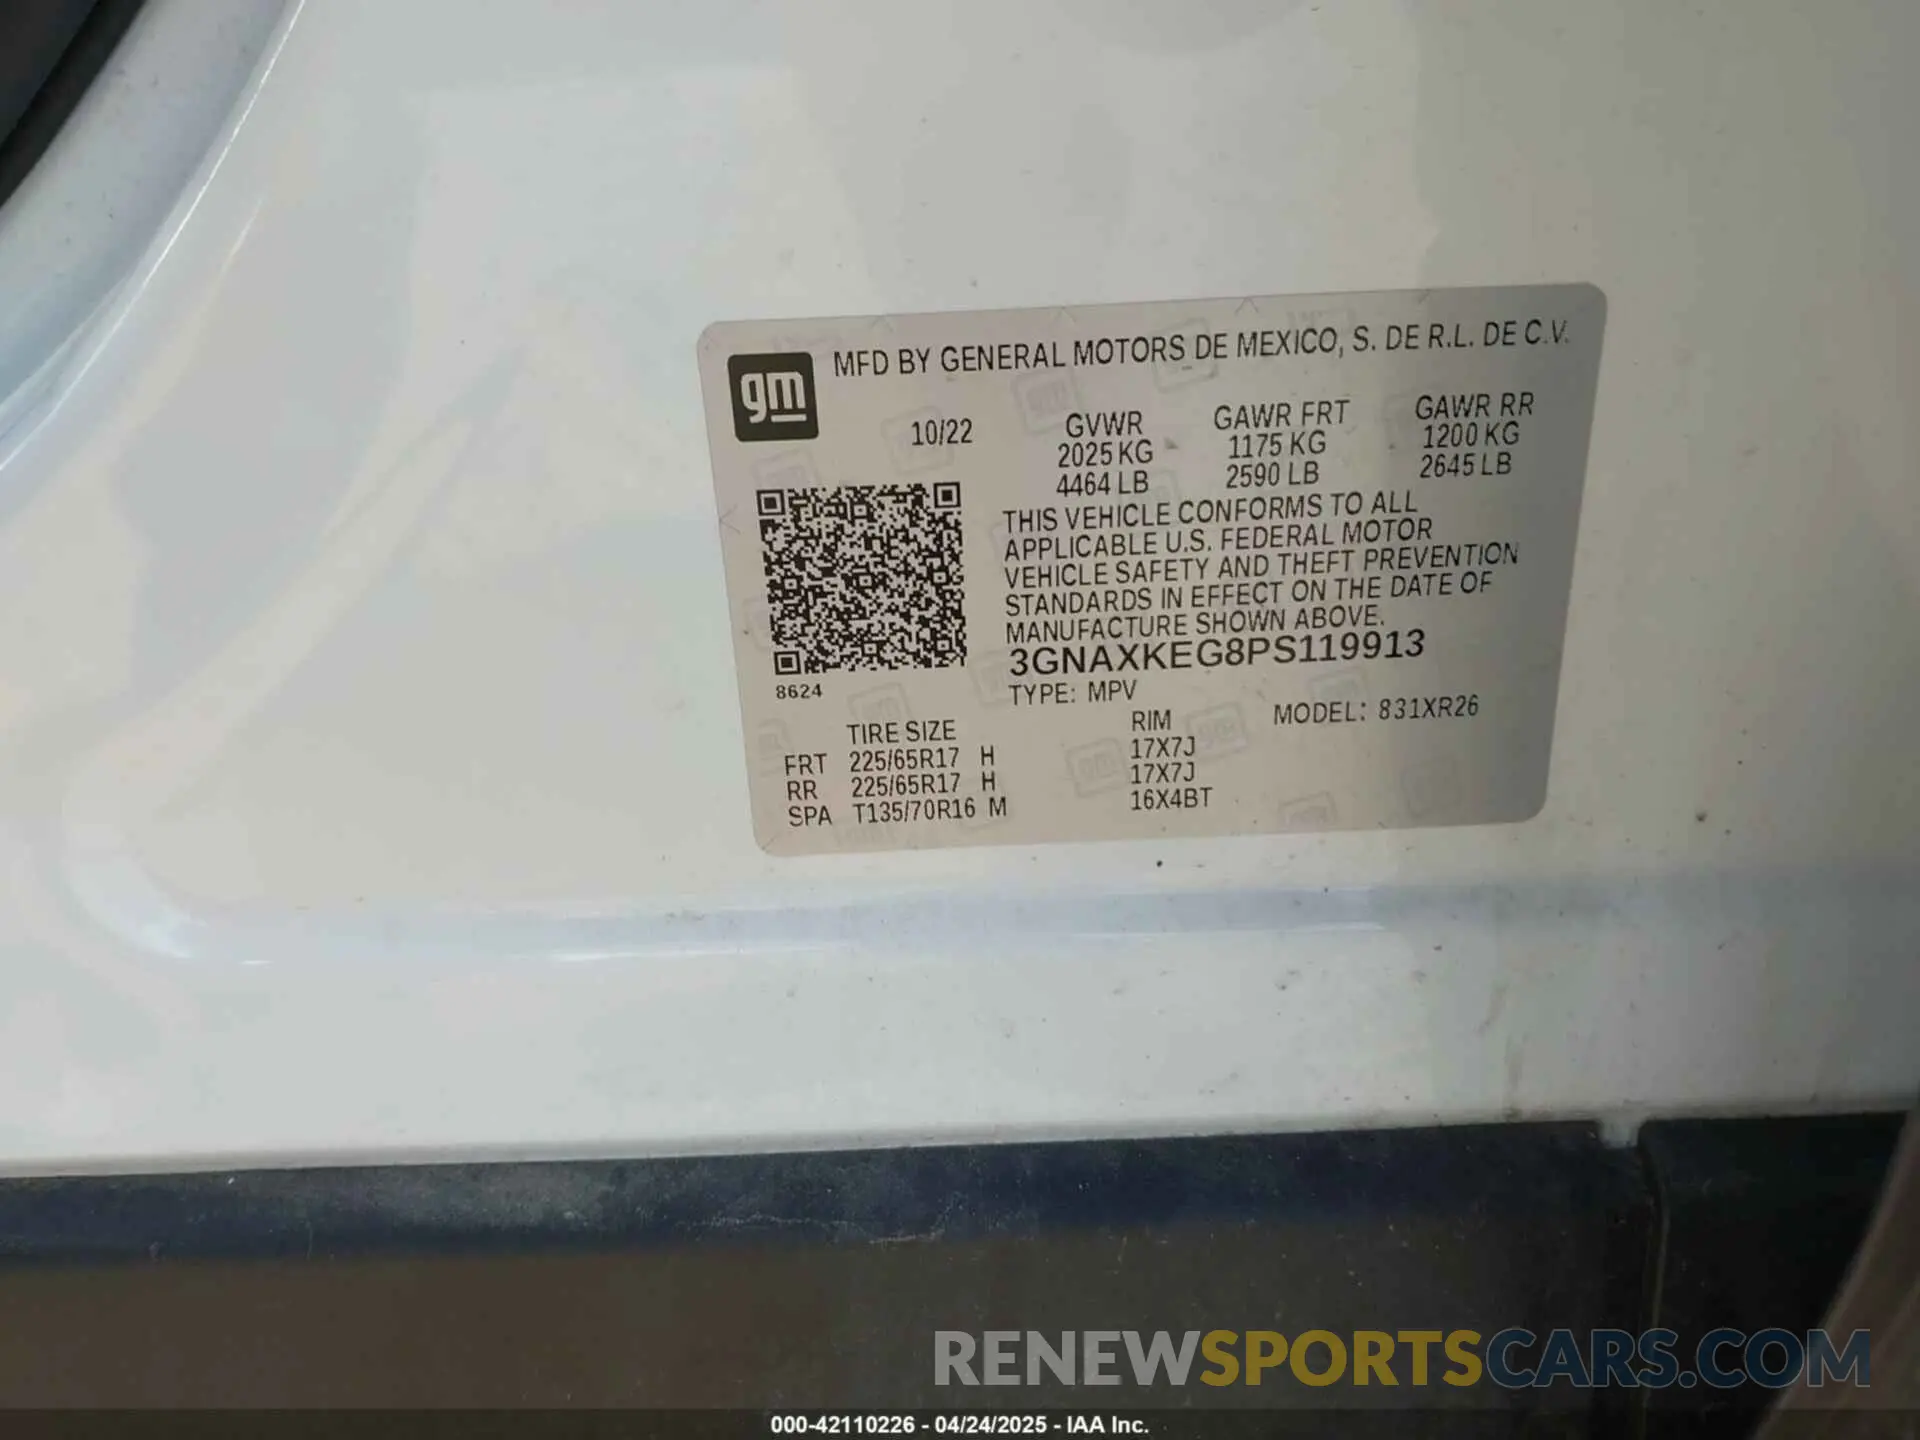 gm MFD BY GENERAL MOTORS DE MEXICO, S. DE R.L. DE C.V.
10/22 GVWR GAWR FRT GAWR RR
2025 KG 1175 KG 1200 KG
4464 LB 2590 LB 2645 LB
THIS VEHICLE CONFORMS TO ALL
APPLICABLE U.S. FEDERAL MOTOR
VEHICLE SAFETY AND THEFT PREVENTION
STANDARDS IN EFFECT ON THE DATE OF
MANUFACTURE SHOWN ABOVE.
3GNAXKEG8PS119913
8624 TYPE: MPV
TIRE SIZE RIM MODEL: 831XR26
FRT 225/65R17 H 17X7J
RR 225/65R17 H 17X7J
SPA T135/70R16 M 16X4BT
RENEWSPORTSCARS.COM
000-42110226 - 04/24/2025 - IAA Inc.